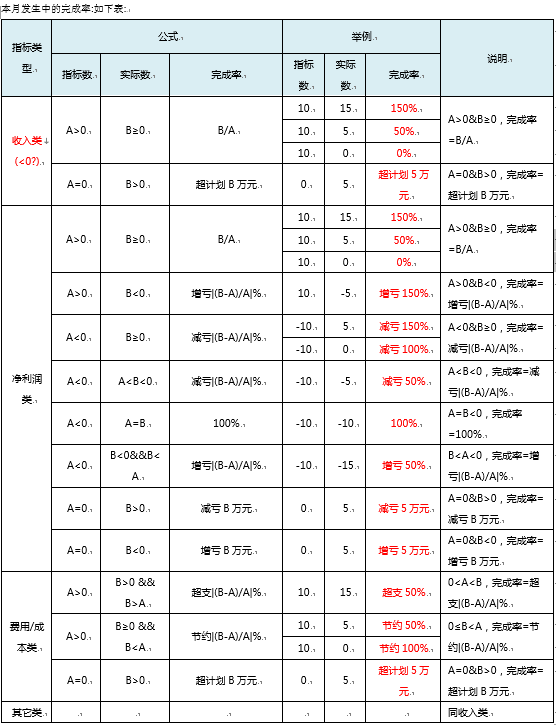 本月发生中的完成率:如下表:
指标类型 公式 举例 说明
指标数 实际数 完成率 指标数 实际数 完成率
收入类(<0?) A>0 B≥0 B/A 10 15 150% A>0&B≥0，完成率=B/A
10 5 50%
10 0 0%
A=0 B>0 超计划 B 万元 0 5 超计划 5 万元 A=0&B>0，完成率=超计划 B 万元
净利润类 A>0 B≥0 B/A 10 15 150% A>0&B≥0，完成率=B/A
10 5 50%
10 0 0%
A>0 B<0 增亏|(B-A)/A|% 10 -5 增亏 150% A>0&B<0，完成率=增亏|(B-A)/A|%
A<0 B≥0 减亏|(B-A)/A|% -10 5 减亏 150% A<0&B≥0，完成率=减亏|(B-A)/A|%
-10 0 减亏 100%
A<0 A<B<0 减亏|(B-A)/A|% -10 -5 减亏 50% A<B<0，完成率=减亏|(B-A)/A|%
A<0 A=B 100% -10 -10 100% A=B<0，完成率=100%
A<0 B<0&&B<A 增亏|(B-A)/A|% -10 -15 增亏 50% B<A<0，完成率=增亏|(B-A)/A|%
A=0 B>0 减亏 B 万元 0 5 减亏 5 万元 A=0&B>0，完成率=减亏 B 万元
A=0 B<0 增亏 B 万元 0 5 增亏 5 万元 A=0&B<0，完成率=增亏 B 万元
费用/成本类 A>0 B>0 && B>A 超支|(B-A)/A|% 10 15 超支 50% 0<A<B，完成率=超支|(B-A)/A|%
A>0 B≥0 && B<A 节约|(B-A)/A|% 10 5 节约 50% 0≤B<A，完成率=节约|(B-A)/A|%
10 0 节约 100%
A=0 B>0 超计划 B 万元 0 5 超计划 5 万元 A=0&B>0，完成率=超计划 B 万元
其它类 同收入类